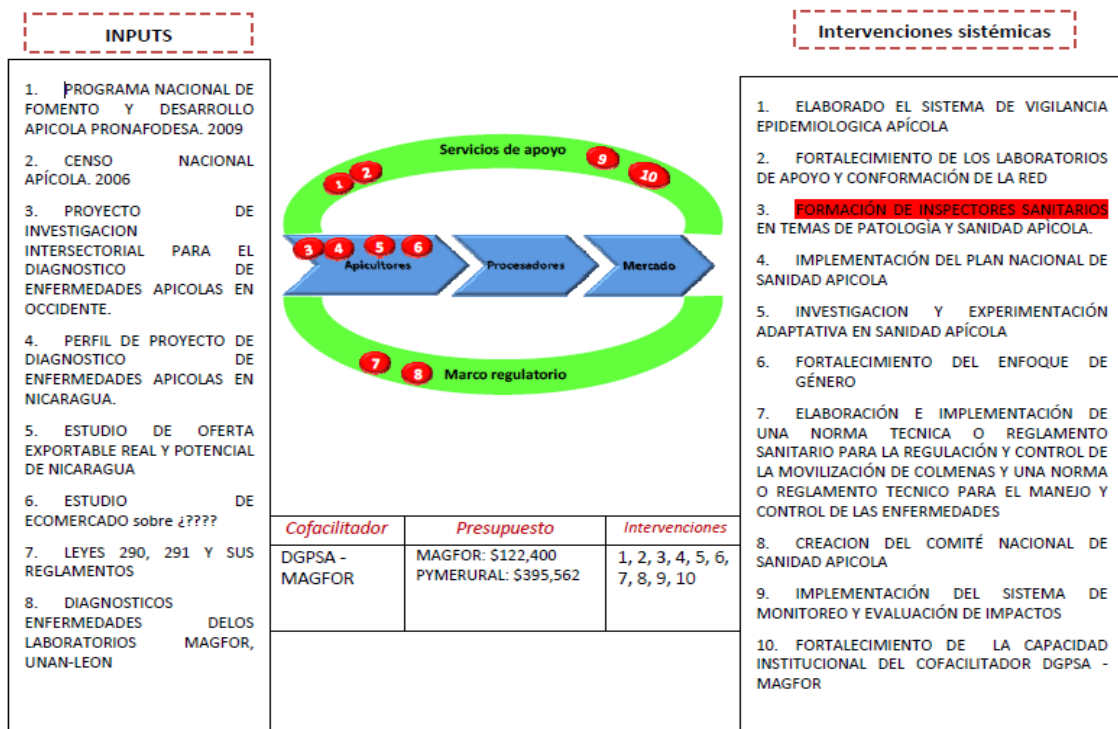 INPUTS
1. PROGRAMA NACIONAL DE
FOMENTO Y DESARROLLO
APICOLA PRONAFODESA. 2009
2. CENSO NACIONAL
APÍCOLA. 2006
3. PROYECTO DE
INVESTIGACION
INTERSECTORIAL PARA EL
DIAGNOSTICO DE
ENFERMEDADES APICOLAS EN
OCCIDENTE.
4. PERFIL DE PROYECTO DE
DIAGNOSTICO DE
ENFERMEDADES APICOLAS EN
NICARAGUA.
5. ESTUDIO DE OFERTA
EXPORTABLE REAL Y POTENCIAL
DE NICARAGUA
6. ESTUDIO DE
ECOMERCADO sobre ¿????
7. LEYES 290, 291 Y SUS
REGLAMENTOS
8. DIAGNOSTICOS
ENFERMEDADES DELOS
LABORATORIOS MAGFOR,
UNAN-LEON
Servicios de apoyo
1 2 9 10
3 4 5 6
Apicultores Procesadores Mercado
7 8
Marco regulatorio
Cofacilitador Presupuesto Intervenciones
DGPSA - MAGFOR: $122,400 1, 2, 3, 4, 5, 6,
MAGFOR PYMERURAL: $395,562 7, 8, 9, 10
Intervenciones sistémicas
1. ELABORADO EL SISTEMA DE VIGILANCIA
EPIDEMIOLOGICA APÍCOLA
2. FORTALECIMIENTO DE LOS LABORATORIOS
DE APOYO Y CONFORMACIÓN DE LA RED
3. FORMACIÓN DE INSPECTORES SANITARIOS
EN TEMAS DE PATOLOGÌA Y SANIDAD APÌCOLA.
4. IMPLEMENTACIÓN DEL PLAN NACIONAL DE
SANIDAD APICOLA
5. INVESTIGACION Y EXPERIMENTACIÓN
ADAPTATIVA EN SANIDAD APÍCOLA
6. FORTALECIMIENTO DEL ENFOQUE DE
GÉNERO
7. ELABORACIÓN E IMPLEMENTACIÓN DE
UNA NORMA TECNICA O REGLAMENTO
SANITARIO PARA LA REGULACIÓN Y CONTROL DE
LA MOVILIZACIÓN DE COLMENAS Y UNA NORMA
O REGLAMENTO TECNICO PARA EL MANEJO Y
CONTROL DE LAS ENFERMEDADES
8. CREACION DEL COMITÉ NACIONAL DE
SANIDAD APICOLA
9. IMPLEMENTACIÓN DEL SISTEMA DE
MONITOREO Y EVALUACIÓN DE IMPACTOS
10. FORTALECIMIENTO DE LA CAPACIDAD
INSTITUCIONAL DEL COFACILITADOR DGPSA -
MAGFOR